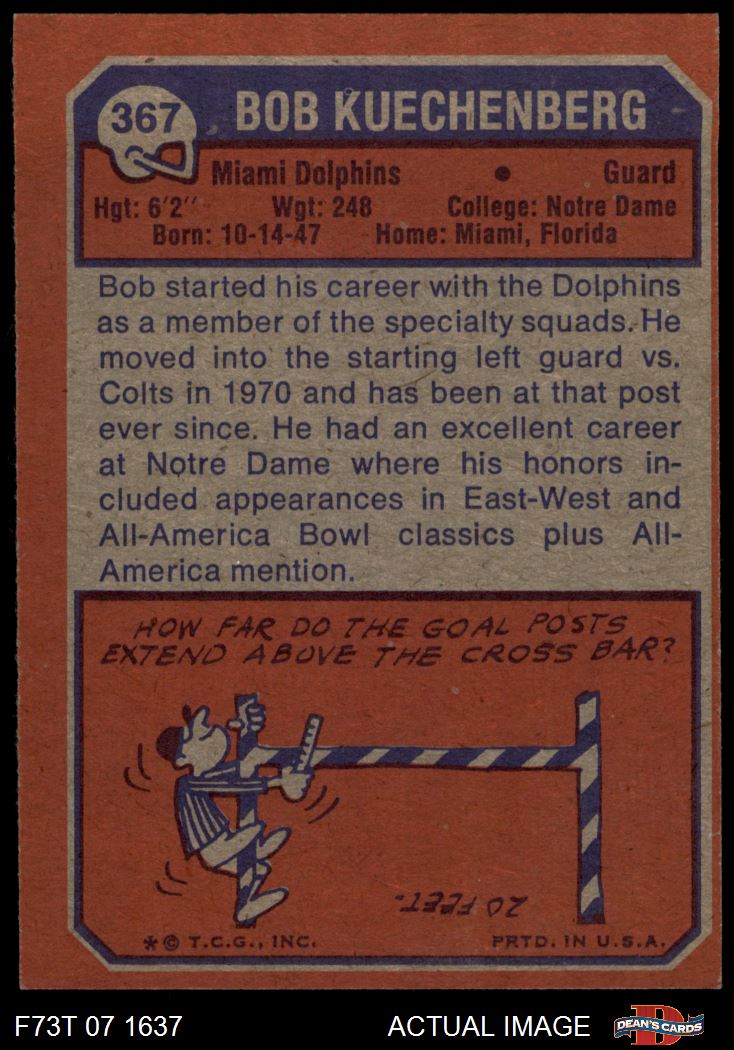 367
BOB KUECHENBERG
Miami Dolphins • Guard
Hgt: 6'2" Wgt: 248 College: Notre Dame
Born: 10-14-47 Home: Miami, Florida
Bob started his career with the Dolphins
as a member of the specialty squads. He
moved into the starting left guard vs.
Colts in 1970 and has been at that post
ever since. He had an excellent career
at Notre Dame where his honors in-
cluded appearances in East-West and
All-America Bowl classics plus All-
America mention.
HOW FAR DO THE GOAL POSTS
EXTEND ABOVE THE CROSS BAR?
20 FEET.
* © T.C.G., INC. PRTD. IN U.S.A.
F73T 07 1637 ACTUAL IMAGE DEAN'S CARDS